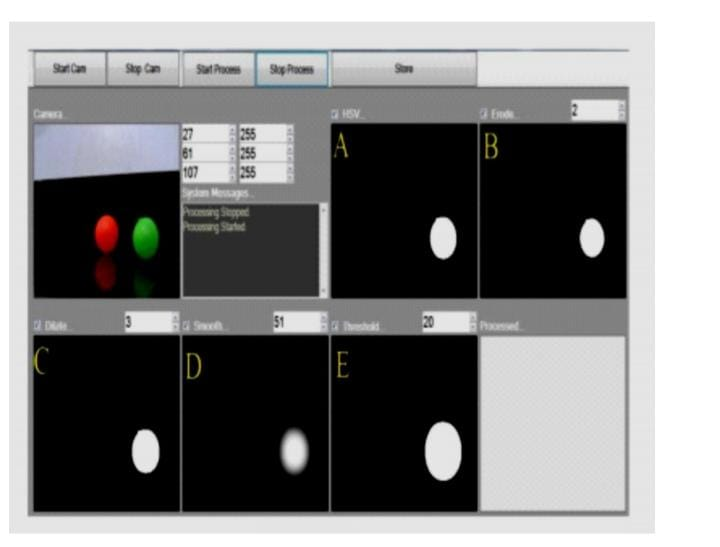 Start Cam Stop Cam Start Process Stop Process Store
Camera...
27 255
61 255
107 255
System Messages...
Processing Stopped
Processing Started
HSV...
A
Erode... 2
B
Dilate... 3
C
Smooth... 51
D
Threshold... 20
E
Processed...